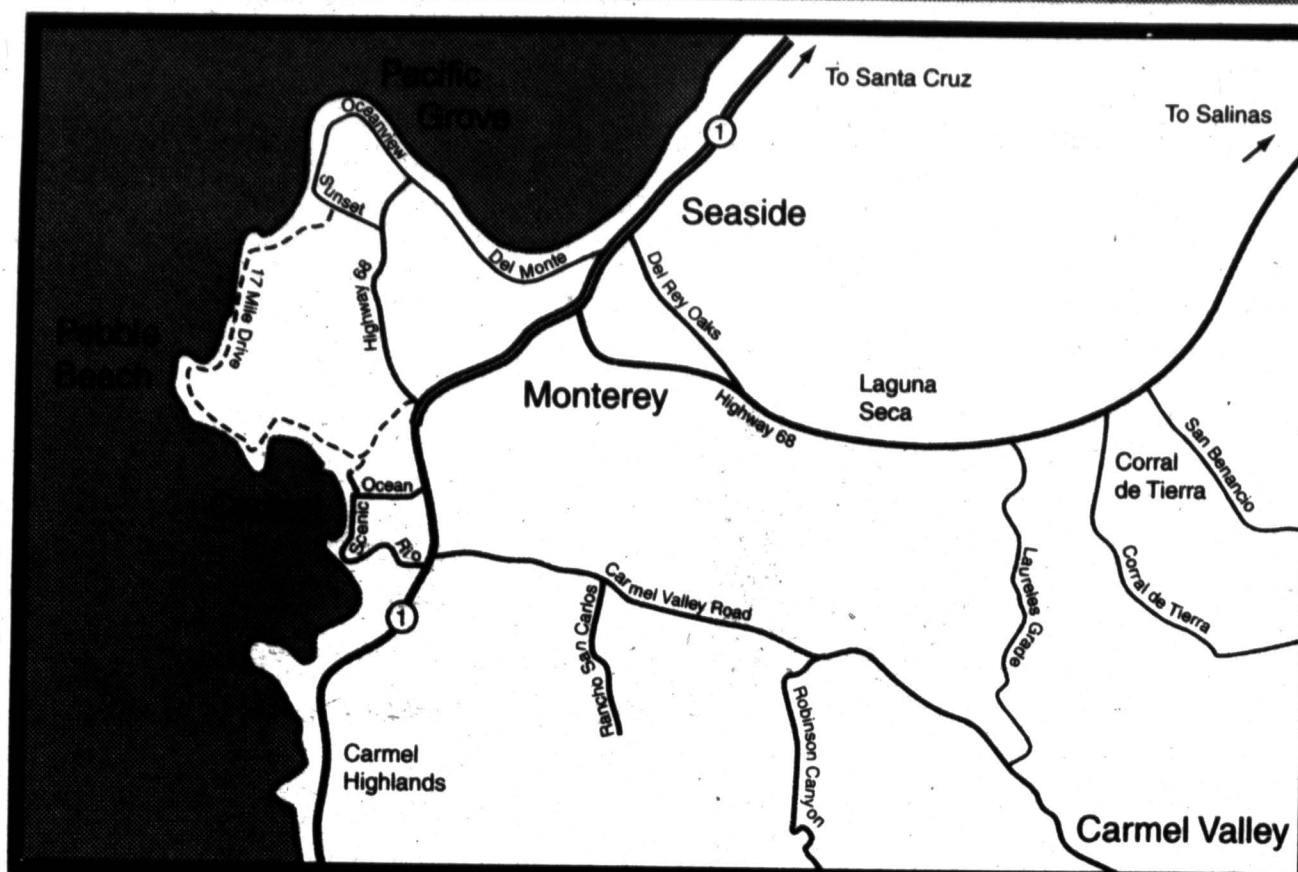 Pacific
Grove
To Santa Cruz
To Salinas
Oceanview
1
Sunset
Seaside
Del Monte
Del Rey Oaks
17 Mile Drive
Highway 68
Pebble
Beach
Monterey
Laguna
Seca
Highway 68
San Benancio
Corral
de Tierra
Ocean
Scenic
Rio
Carmel Valley Road
Laureles Grade
Corral de Tierra
1
Rancho San Carlos
Robinson Canyon
Carmel
Highlands
Carmel Valley